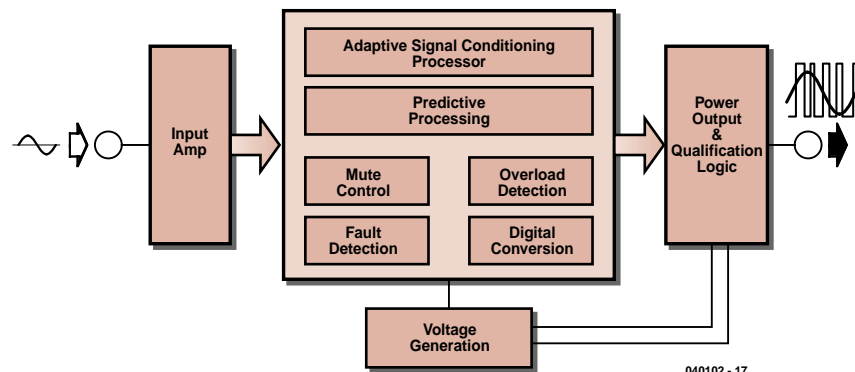 Adaptive Signal Conditioning
Processor
Predictive
Processing
Input
Amp
Mute
Control
Overload
Detection
Fault
Detection
Digital
Conversion
Power
Output
&
Qualification
Logic
Voltage
Generation
040102 - 17